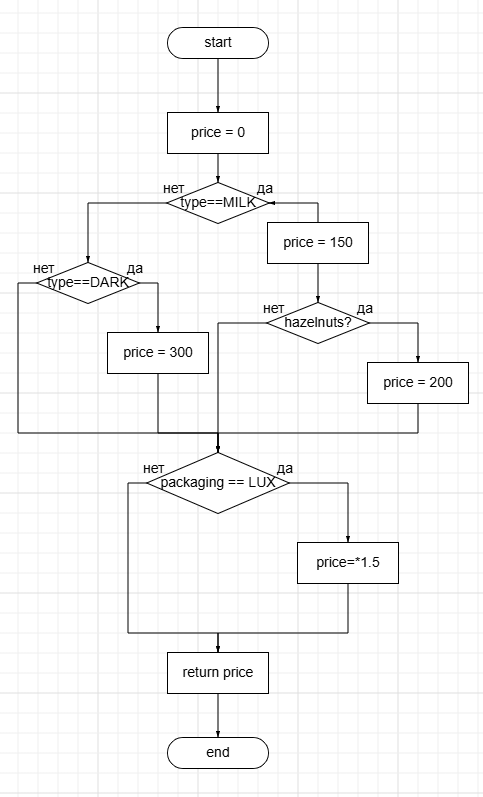 start
price = 0
нет
да
type==MILK
price = 150
нет
да
type==DARK
нет
да
hazelnuts?
price = 300
price = 200
нет
да
packaging == LUX
price=*1.5
return price
end